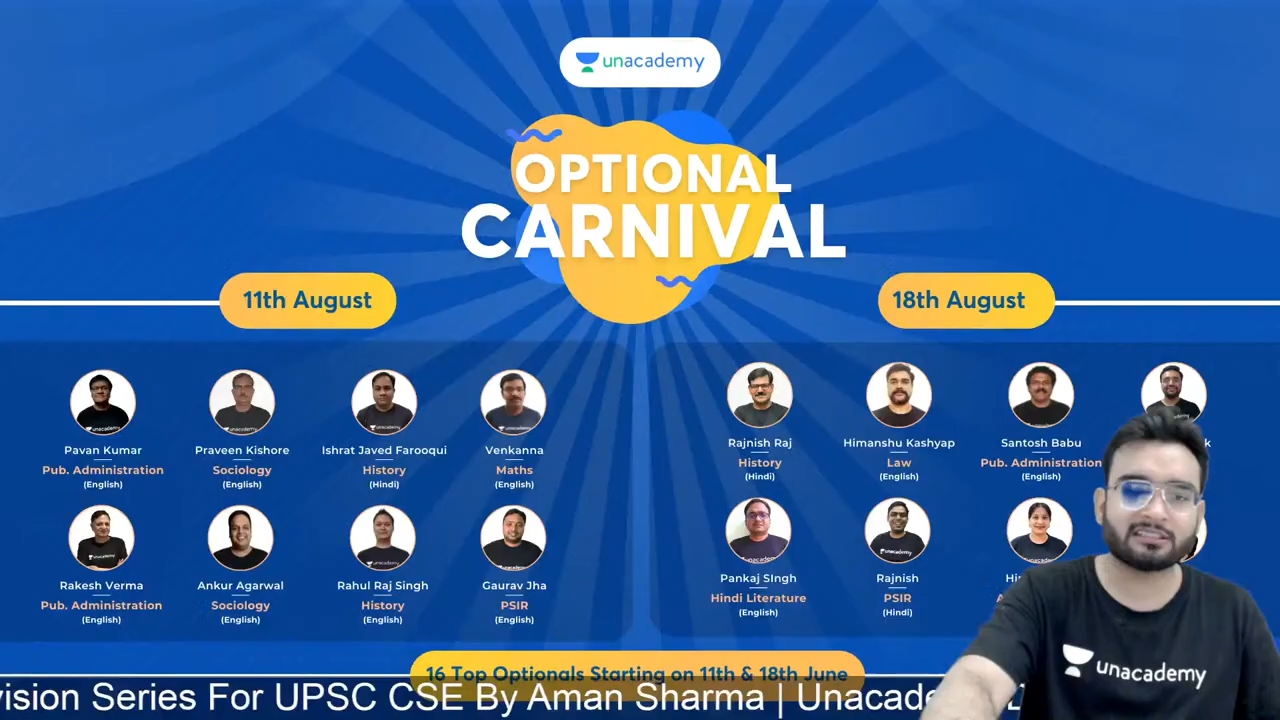 unacademy
OPTIONAL
CARNIVAL
11th August
18th August
Pavan Kumar
Pub. Administration
(English)
Praveen Kishore
Sociology
(English)
Ishrat Javed Farooqui
History
(Hindi)
Venkanna
Maths
(English)
Rakesh Verma
Pub. Administration
(English)
Ankur Agarwal
Sociology
(English)
Rahul Raj Singh
History
(English)
Gaurav Jha
PSIR
(English)
Rajnish Raj
History
(Hindi)
Himanshu Kashyap
Law
(English)
Santosh Babu
Pub. Administration
(English)
Pankaj SIngh
Hindi Literature
(English)
Rajnish
PSIR
(Hindi)
16 Top Optionals Starting on 11th & 18th June
vision Series For UPSC CSE By Aman Sharma | Unacade
unacademy